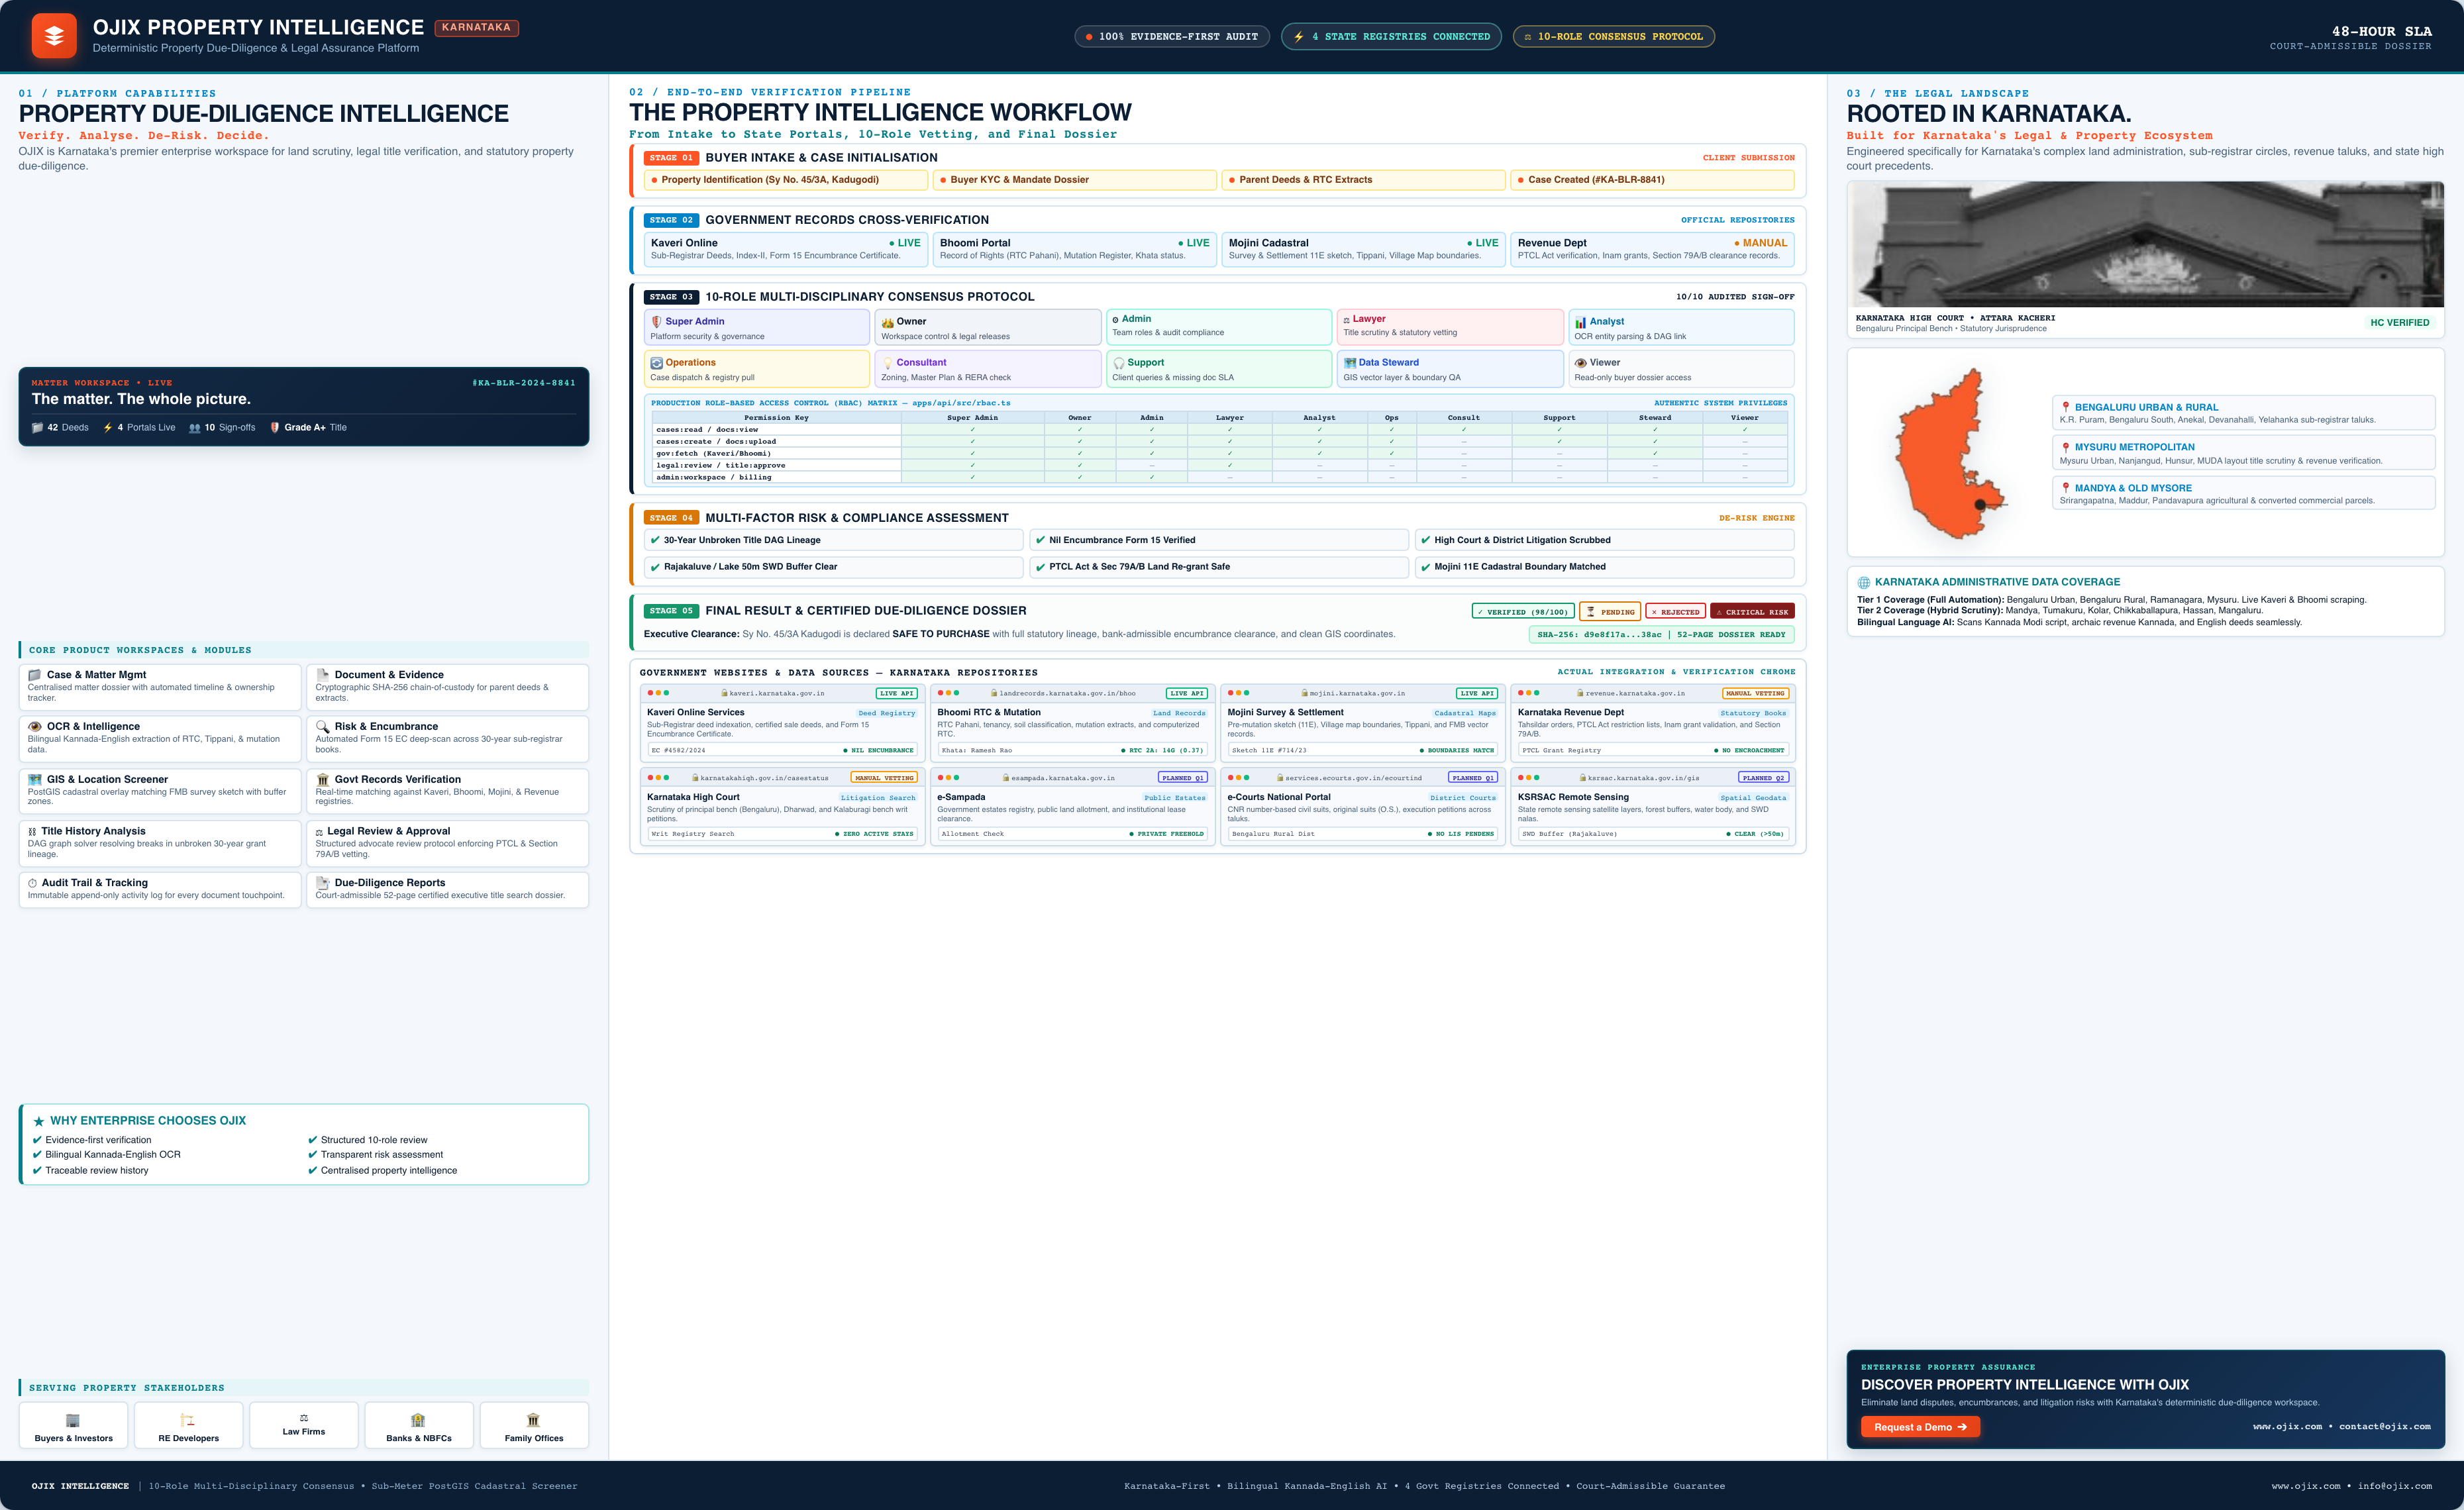 OJIX PROPERTY INTELLIGENCE KARNATAKA
Deterministic Property Due-Diligence & Legal Assurance Platform
100% EVIDENCE-FIRST AUDIT
4 STATE REGISTRIES CONNECTED
10-ROLE CONSENSUS PROTOCOL
48-HOUR SLA
COURT-ADMISSIBLE DOSSIER
01 / PLATFORM CAPABILITIES
PROPERTY DUE-DILIGENCE INTELLIGENCE
Verify. Analyse. De-Risk. Decide.
OJIX is Karnataka's premier enterprise workspace for land scrutiny, legal title verification, and statutory property
due-diligence.
MATTER WORKSPACE • LIVE #KA-BLR-2024-8841
The matter. The whole picture.
42 Deeds 4 Portals Live 10 Sign-offs Grade A+ Title
CORE PRODUCT WORKSPACES & MODULES
Case & Matter Mgmt
Centralised matter dossier with automated timeline & ownership
tracker.
Document & Evidence
Cryptographic SHA-256 chain-of-custody for parent deeds &
extracts.
OCR & Intelligence
Bilingual Kannada-English extraction of RTC, Tippani, & mutation
data.
Risk & Encumbrance
Automated Form 15 EC deep-scan across 30-year sub-registrar
books.
GIS & Location Screener
PostGIS cadastral overlay matching FMB survey sketch with buffer
zones.
Govt Records Verification
Real-time matching against Kaveri, Bhoomi, Mojini, & Revenue
registries.
Title History Analysis
DAG graph solver resolving breaks in unbroken 30-year grant
lineage.
Legal Review & Approval
Structured advocate review protocol enforcing PTCL & Section
79A/B vetting.
Audit Trail & Tracking
Immutable append-only activity log for every document touchpoint.
Due-Diligence Reports
Court-admissible 52-page certified executive title search dossier.
★ WHY ENTERPRISE CHOOSES OJIX
✔ Evidence-first verification ✔ Structured 10-role review
✔ Bilingual Kannada-English OCR ✔ Transparent risk assessment
✔ Traceable review history ✔ Centralised property intelligence
SERVING PROPERTY STAKEHOLDERS
Buyers & Investors
RE Developers
Law Firms
Banks & NBFCs
Family Offices
02 / END-TO-END VERIFICATION PIPELINE
THE PROPERTY INTELLIGENCE WORKFLOW
From Intake to State Portals, 10-Role Vetting, and Final Dossier
STAGE 01 BUYER INTAKE & CASE INITIALISATION CLIENT SUBMISSION
Property Identification (Sy No. 45/3A, Kadugodi)
Buyer KYC & Mandate Dossier
Parent Deeds & RTC Extracts
Case Created (#KA-BLR-8841)
STAGE 02 GOVERNMENT RECORDS CROSS-VERIFICATION OFFICIAL REPOSITORIES
Kaveri Online ● LIVE
Sub-Registrar Deeds, Index-II, Form 15 Encumbrance Certificate.
Bhoomi Portal ● LIVE
Record of Rights (RTC Pahani), Mutation Register, Khata status.
Mojini Cadastral ● LIVE
Survey & Settlement 11E sketch, Tippani, Village Map boundaries.
Revenue Dept ● MANUAL
PTCL Act verification, Inam grants, Section 79A/B clearance records.
STAGE 03 10-ROLE MULTI-DISCIPLINARY CONSENSUS PROTOCOL 10/10 AUDITED SIGN-OFF
Super Admin
Platform security & governance
Owner
Workspace control & legal releases
Admin
Team roles & audit compliance
Lawyer
Title scrutiny & statutory vetting
Analyst
OCR entity parsing & DAG link
Operations
Case dispatch & registry pull
Consultant
Zoning, Master Plan & RERA check
Support
Client queries & missing doc SLA
Data Steward
GIS vector layer & boundary QA
Viewer
Read-only buyer dossier access
PRODUCTION ROLE-BASED ACCESS CONTROL (RBAC) MATRIX — apps/api/src/rbac.ts AUTHENTIC SYSTEM PRIVILEGES
Permission Key Super Admin Owner Admin Lawyer Analyst Ops Consult Support Steward Viewer
cases:read / docs:view ✓ ✓ ✓ ✓ ✓ ✓ ✓ ✓ ✓ ✓
cases:create / docs:upload ✓ ✓ ✓ ✓ ✓ ✓ — ✓ ✓ —
gov:fetch (Kaveri/Bhoomi) ✓ ✓ ✓ ✓ ✓ ✓ — — ✓ —
legal:review / title:approve ✓ ✓ — ✓ — — — — — —
admin:workspace / billing ✓ ✓ ✓ — — — — — — —
STAGE 04 MULTI-FACTOR RISK & COMPLIANCE ASSESSMENT DE-RISK ENGINE
✔ 30-Year Unbroken Title DAG Lineage
✔ Nil Encumbrance Form 15 Verified
✔ High Court & District Litigation Scrubbed
✔ Rajakaluve / Lake 50m SWD Buffer Clear
✔ PTCL Act & Sec 79A/B Land Re-grant Safe
✔ Mojini 11E Cadastral Boundary Matched
STAGE 05 FINAL RESULT & CERTIFIED DUE-DILIGENCE DOSSIER ✓ VERIFIED (98/100) ⏳ PENDING ✕ REJECTED ⚠ CRITICAL RISK
Executive Clearance: Sy No. 45/3A Kadugodi is declared SAFE TO PURCHASE with full statutory lineage, bank-admissible encumbrance clearance, and clean GIS coordinates.
SHA-256: d9e8f17a...38ac | 52-PAGE DOSSIER READY
GOVERNMENT WEBSITES & DATA SOURCES — KARNATAKA REPOSITORIES ACTUAL INTEGRATION & VERIFICATION CHROME
kaveri.karnataka.gov.in LIVE API
Kaveri Online Services Deed Registry
Sub-Registrar deed indexation, certified sale deeds, and Form 15
Encumbrance Certificate.
EC #4582/2024 ● NIL ENCUMBRANCE
landrecords.karnataka.gov.in/bhoo LIVE API
Bhoomi RTC & Mutation Land Records
RTC Pahani, tenancy, soil classification, mutation extracts, and computerized
RTC.
Khata: Ramesh Rao ● RTC 2A: 14G (0.37)
mojini.karnataka.gov.in LIVE API
Mojini Survey & Settlement Cadastral Maps
Pre-mutation sketch (11E), Village map boundaries, Tippani, and FMB vector
records.
Sketch 11E #714/23 ● BOUNDARIES MATCH
revenue.karnataka.gov.in MANUAL VETTING
Karnataka Revenue Dept Statutory Books
Tahsildar orders, PTCL Act restriction lists, Inam grant validation, and Section
79A/B.
PTCL Grant Registry ● NO ENCROACHMENT
karnatakahigh.gov.in/casestatus MANUAL VETTING
Karnataka High Court Litigation Search
Scrutiny of principal bench (Bengaluru), Dharwad, and Kalaburagi bench writ
petitions.
Writ Registry Search ● ZERO ACTIVE STAYS
esampada.karnataka.gov.in PLANNED Q1
e-Sampada Public Estates
Government estates registry, public land allotment, and institutional lease
clearance.
Allotment Check ● PRIVATE FREEHOLD
services.ecourts.gov.in/ecourtind PLANNED Q1
e-Courts National Portal District Courts
CNR number-based civil suits, original suits (O.S.), execution petitions across
taluks.
Bengaluru Rural Dist ● NO LIS PENDENS
ksrsac.karnataka.gov.in/gis PLANNED Q2
KSRSAC Remote Sensing Spatial Geodata
State remote sensing satellite layers, forest buffers, water body, and SWD
nalas.
SWD Buffer (Rajakaluve) ● CLEAR (>50m)
03 / THE LEGAL LANDSCAPE
ROOTED IN KARNATAKA.
Built for Karnataka's Legal & Property Ecosystem
Engineered specifically for Karnataka's complex land administration, sub-registrar circles, revenue taluks, and state high
court precedents.
KARNATAKA HIGH COURT • ATTARA KACHERI
Bengaluru Principal Bench • Statutory Jurisprudence
HC VERIFIED
BENGALURU URBAN & RURAL
K.R. Puram, Bengaluru South, Anekal, Devanahalli, Yelahanka sub-registrar taluks.
MYSURU METROPOLITAN
Mysuru Urban, Nanjangud, Hunsur, MUDA layout title scrutiny & revenue verification.
MANDYA & OLD MYSORE
Srirangapatna, Maddur, Pandavapura agricultural & converted commercial parcels.
KARNATAKA ADMINISTRATIVE DATA COVERAGE
Tier 1 Coverage (Full Automation): Bengaluru Urban, Bengaluru Rural, Ramanagara, Mysuru. Live Kaveri & Bhoomi scraping.
Tier 2 Coverage (Hybrid Scrutiny): Mandya, Tumakuru, Kolar, Chikkaballapura, Hassan, Mangaluru.
Bilingual Language AI: Scans Kannada Modi script, archaic revenue Kannada, and English deeds seamlessly.
ENTERPRISE PROPERTY ASSURANCE
DISCOVER PROPERTY INTELLIGENCE WITH OJIX
Eliminate land disputes, encumbrances, and litigation risks with Karnataka's deterministic due-diligence workspace.
Request a Demo ➔ www.ojix.com • contact@ojix.com
OJIX INTELLIGENCE | 10-Role Multi-Disciplinary Consensus • Sub-Meter PostGIS Cadastral Screener
Karnataka-First • Bilingual Kannada-English AI • 4 Govt Registries Connected • Court-Admissible Guarantee
www.ojix.com • info@ojix.com